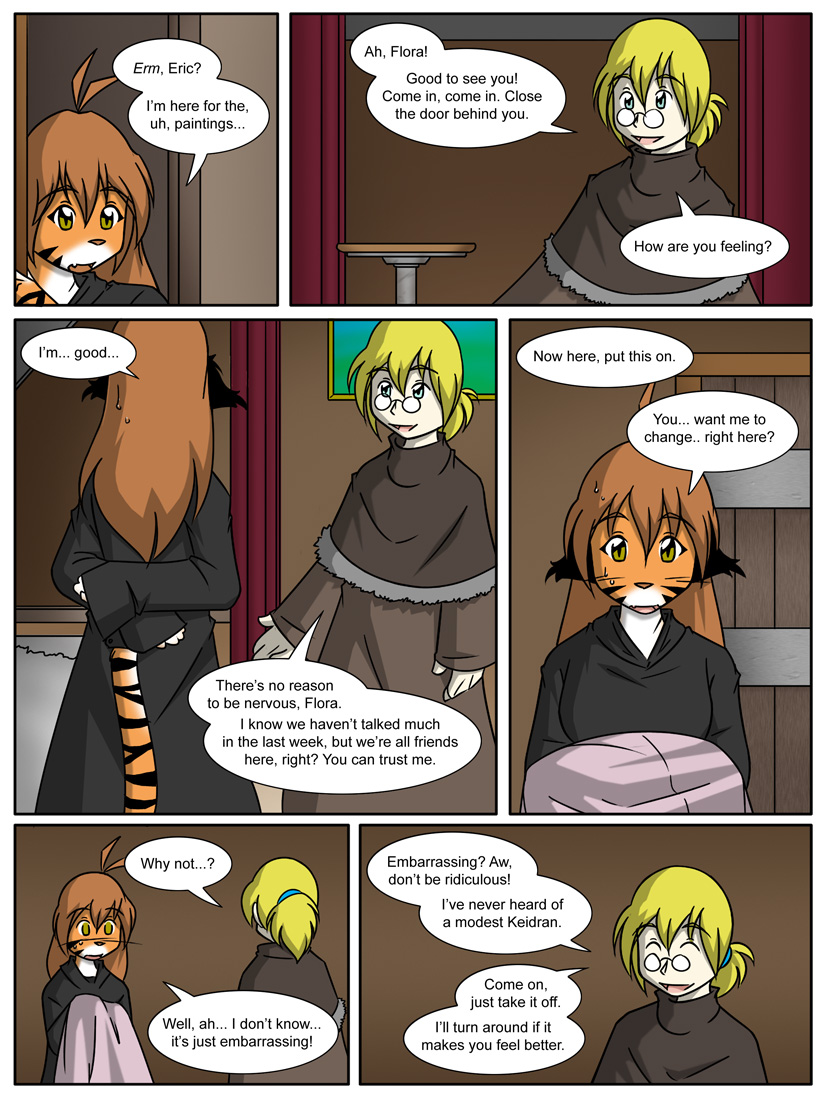 Erm, Eric?
I'm here for the,
uh, paintings...
Ah, Flora!
Good to see you!
Come in, come in. Close
the door behind you.
How are you feeling?
I'm... good...
There's no reason
to be nervous, Flora.
I know we haven't talked much
in the last week, but we're all friends
here, right? You can trust me.
Now here, put this on.
You... want me to
change.. right here?
Why not...?
Well, ah... I don't know...
it's just embarrassing!
Embarrassing? Aw,
don't be ridiculous!
I've never heard of
a modest Keidran.
Come on,
just take it off.
I'll turn around if it
makes you feel better.